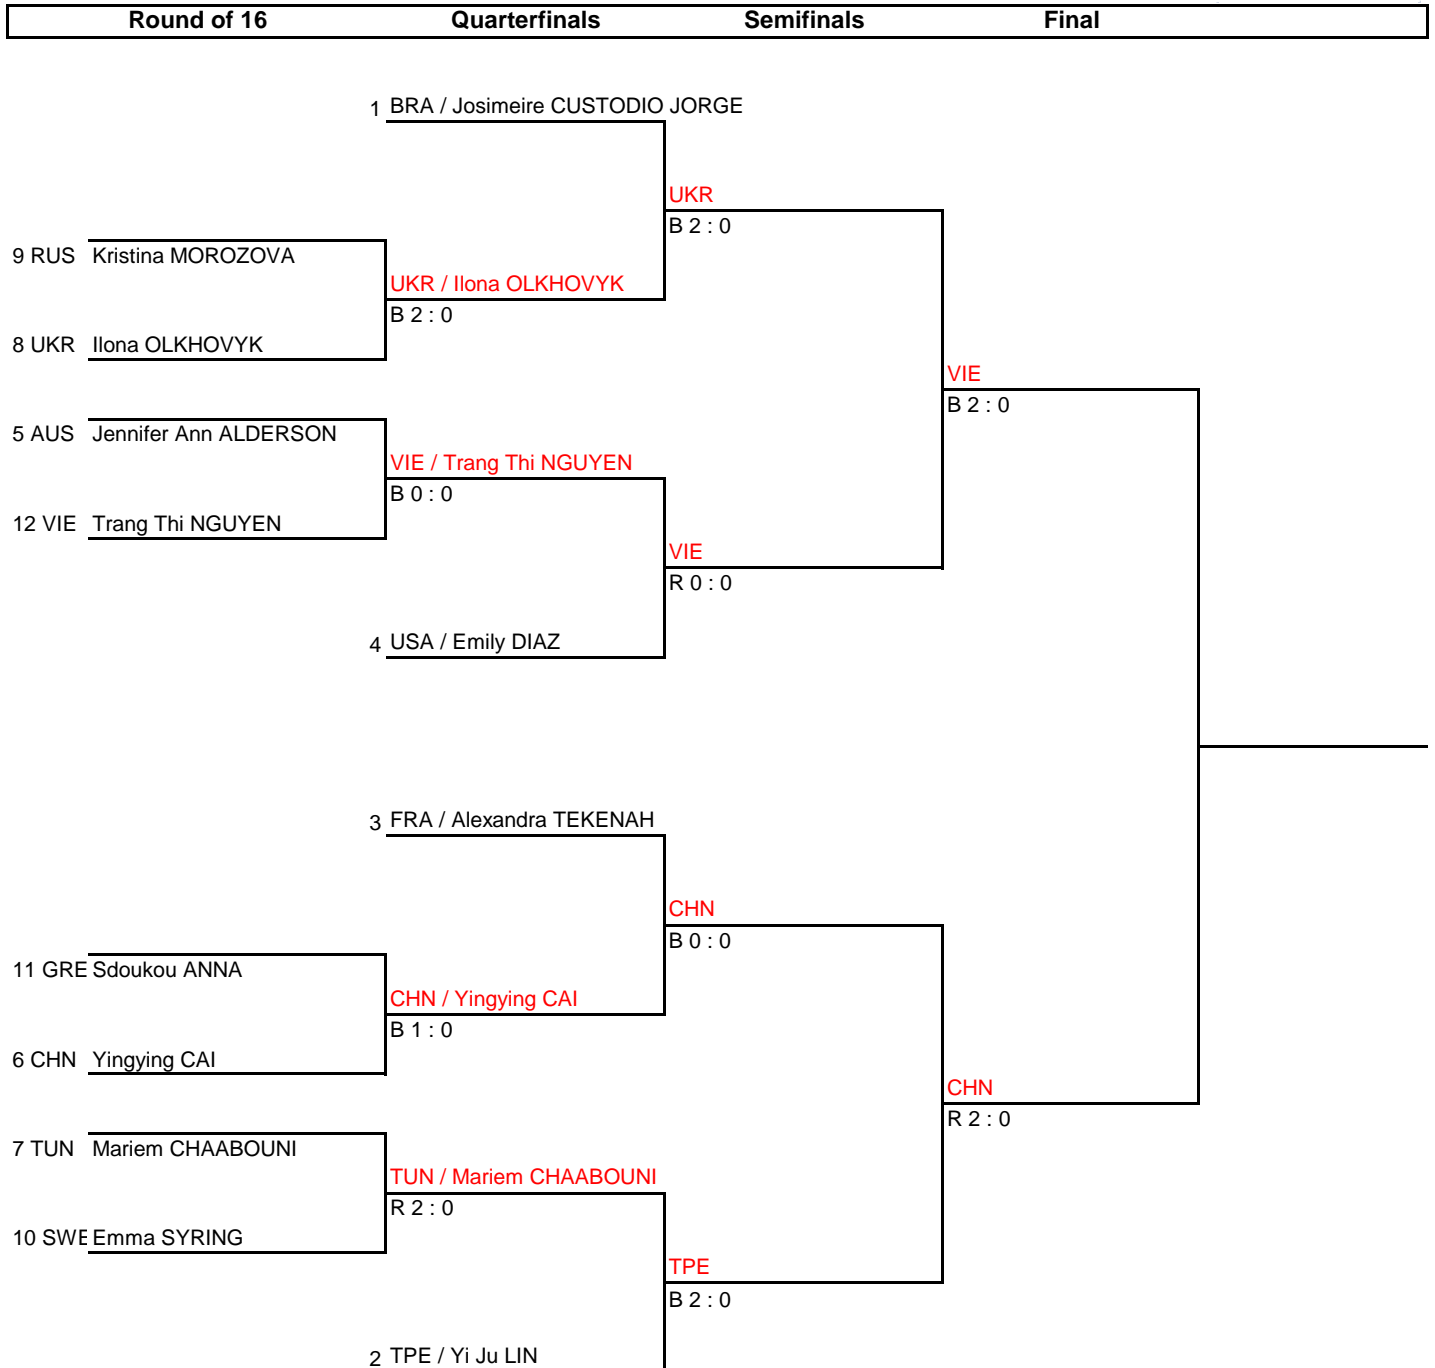 Round of 16 Quarterfinals Semifinals Final
1 BRA / Josimeire CUSTODIO JORGE
UKR
B 2 : 0
9 RUS Kristina MOROZOVA
UKR / Ilona OLKHOVYK
B 2 : 0
8 UKR Ilona OLKHOVYK
VIE
B 2 : 0
5 AUS Jennifer Ann ALDERSON
VIE / Trang Thi NGUYEN
B 0 : 0
12 VIE Trang Thi NGUYEN
VIE
R 0 : 0
4 USA / Emily DIAZ
3 FRA / Alexandra TEKENAH
CHN
B 0 : 0
11 GRE Sdoukou ANNA
CHN / Yingying CAI
B 1 : 0
6 CHN Yingying CAI
CHN
R 2 : 0
7 TUN Mariem CHAABOUNI
TUN / Mariem CHAABOUNI
R 2 : 0
10 SWE Emma SYRING
TPE
B 2 : 0
2 TPE / Yi Ju LIN